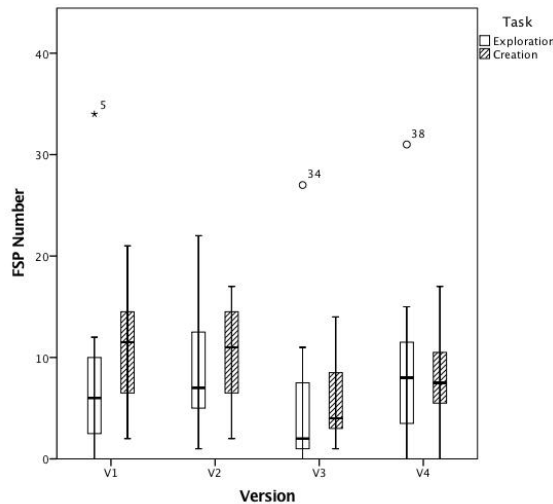 Task
Exploration
Creation
FSP Number
40
30
20
10
0
*5
34
38
V1
V2
V3
V4
Version